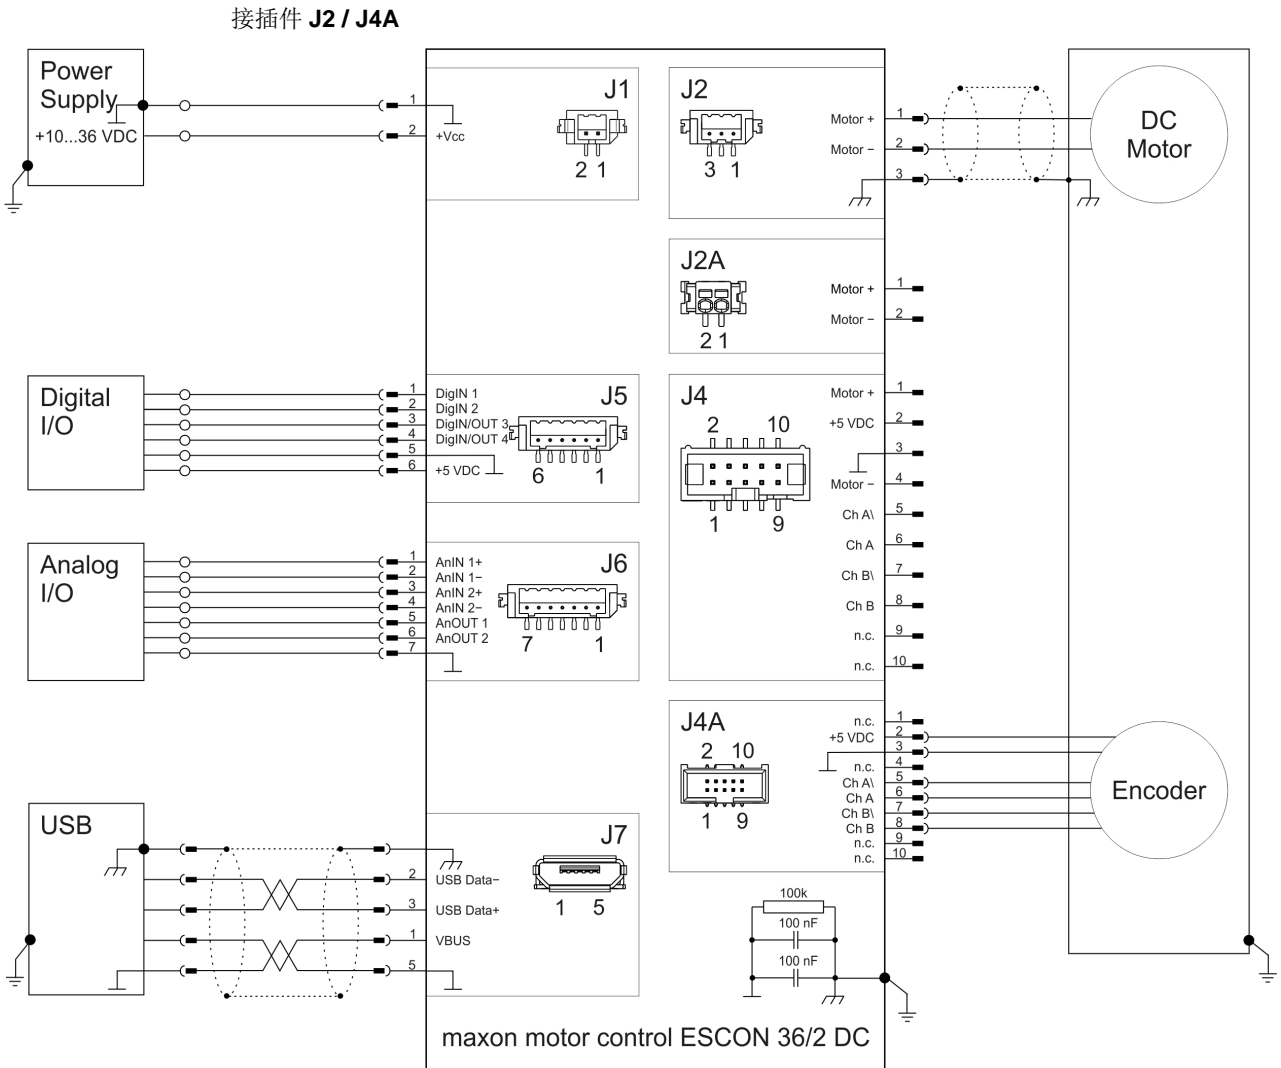 接插件 J2 / J4A
Power
Supply
+10...36 VDC
1
2
+Vcc
J1
2 1
J2
3 1
Motor +
Motor −
1
2
3
DC
Motor
J2A
2 1
Motor +
Motor −
1
2
Digital
I/O
1
2
3
4
5
6
DigIN 1
DigIN 2
DigIN/OUT 3
DigIN/OUT 4
+5 VDC
J5
6 1
J4
2 10
1 9
Motor +
+5 VDC
Motor −
Ch A\
Ch A
Ch B\
Ch B
n.c.
n.c.
1
2
3
4
5
6
7
8
9
10
Analog
I/O
1
2
3
4
5
6
7
AnIN 1+
AnIN 1−
AnIN 2+
AnIN 2−
AnOUT 1
AnOUT 2
J6
7 1
J4A
2 10
1 9
n.c.
+5 VDC
n.c.
Ch A\
Ch A
Ch B\
Ch B
n.c.
n.c.
1
2
3
4
5
6
7
8
9
10
Encoder
USB
2
3
1
5
USB Data−
USB Data+
VBUS
J7
1 5
100k
100 nF
100 nF
maxon motor control ESCON 36/2 DC